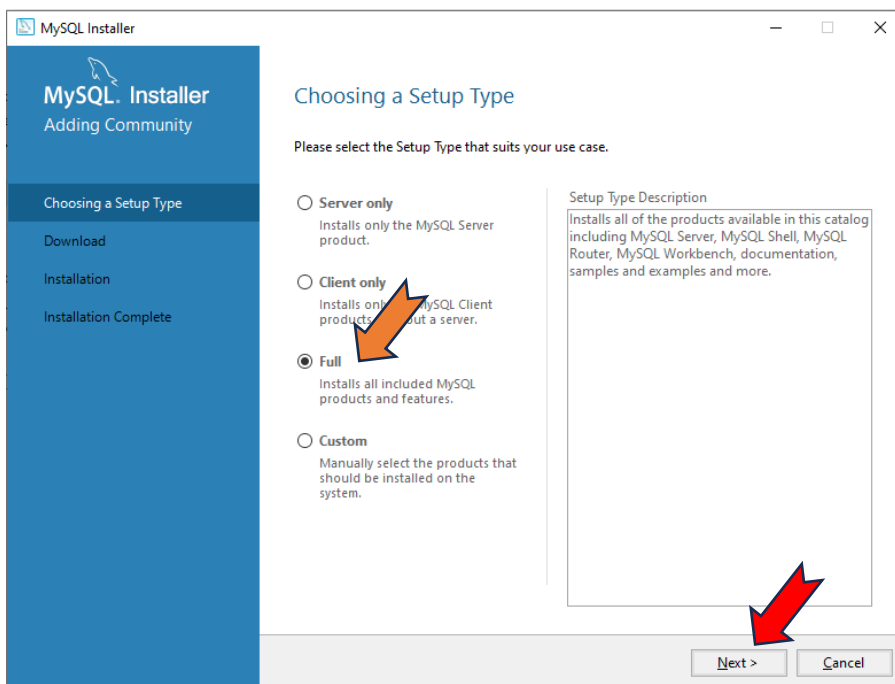 MySQL Installer
MySQL. Installer
Adding Community
Choosing a Setup Type
Download
Installation
Installation Complete
Choosing a Setup Type
Please select the Setup Type that suits your use case.
Server only
Installs only the MySQL Server
product.
Client only
Installs MySQL Client
products a server.
Full
Installs all included MySQL
products and features.
Custom
Manually select the products that
should be installed on the
system.
Setup Type Description
Installs all of the products available in this catalog
including MySQL Server, MySQL Shell, MySQL
Router, MySQL Workbench, documentation,
samples and examples and more.
Next >
Cancel